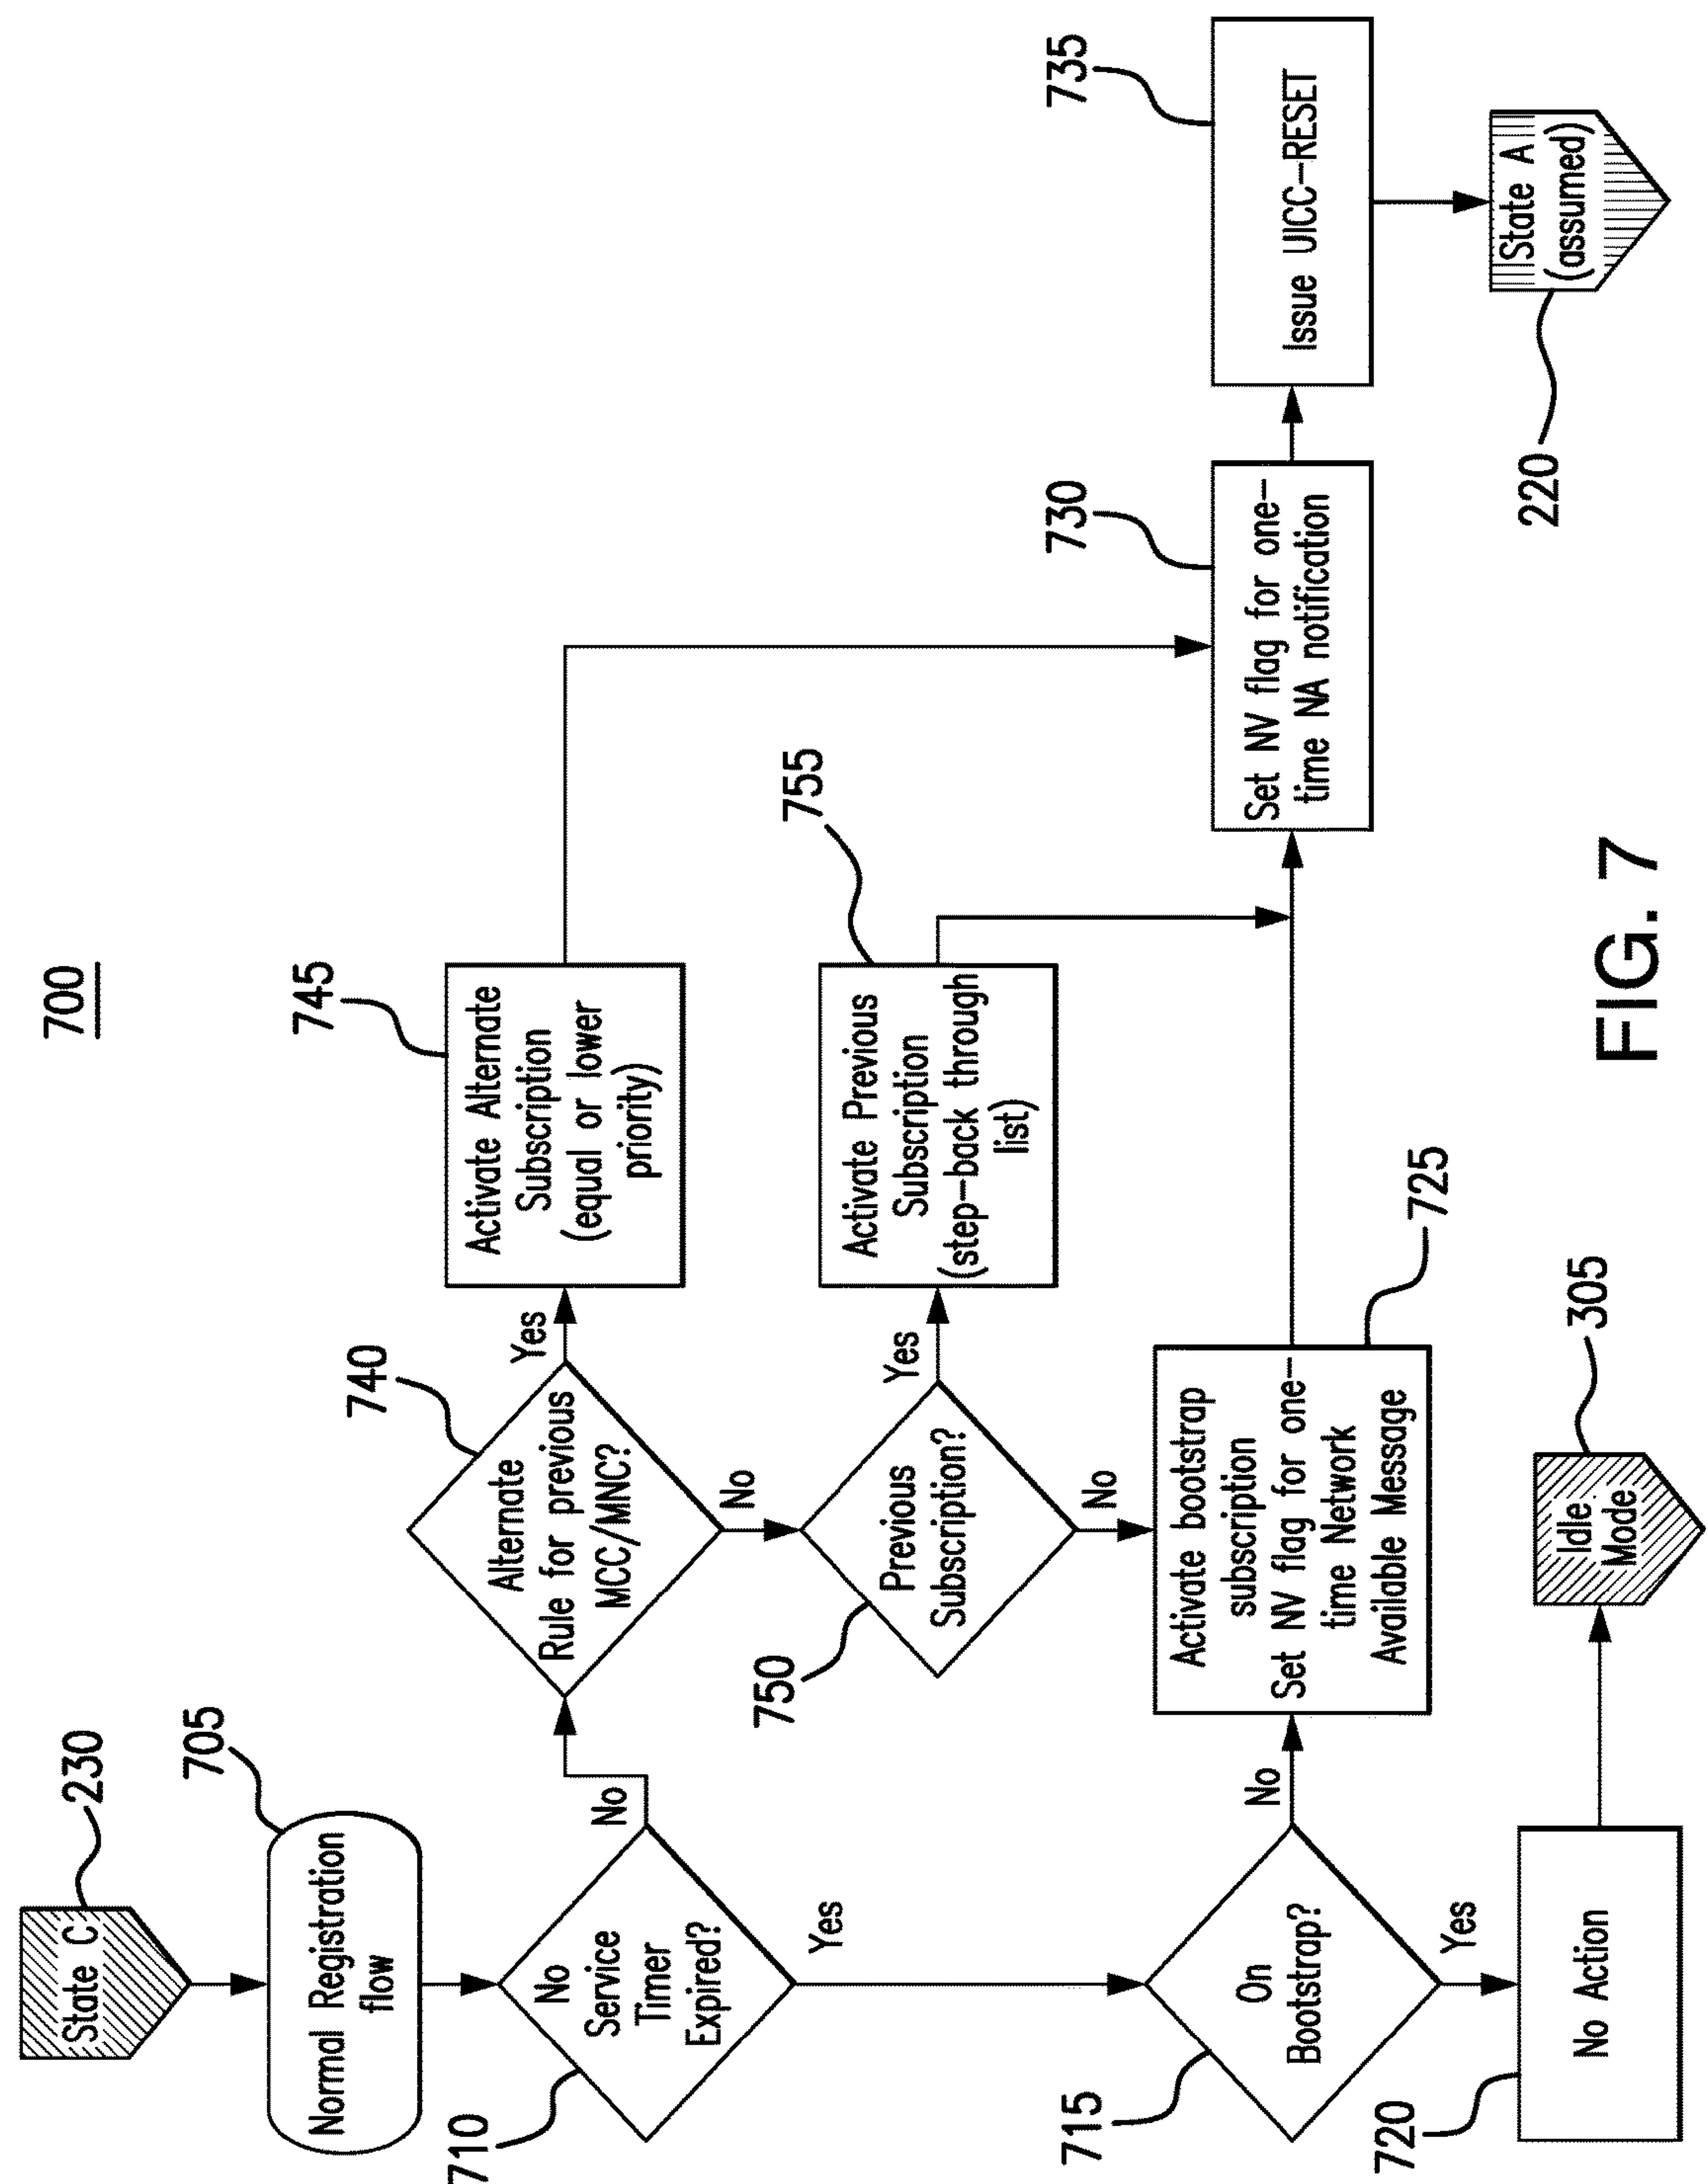 700
State C
230
Normal Registration
flow
705
No
Service
Timer
Expired?
710
No
Yes
Alternate
Rule for previous
MCC/MNC?
740
Yes
No
Activate Alternate
Subscription
(equal or lower
priority)
745
Previous
Subscription?
750
Yes
No
Activate Previous
Subscription
(step-back through
list)
755
On
Bootstrap?
715
No
Yes
Activate bootstrap
subscription
Set NV flag for one-
time Network
Available Message
725
Set NV flag for one-
time NA notification
730
Issue UICC-RESET
735
State A
(assumed)
220
No Action
720
Idle
Mode
305
FIG. 7